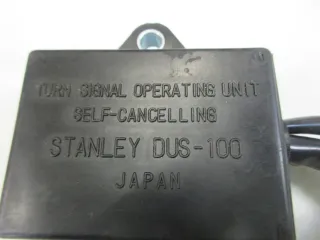 TURN SIGNAL OPERATING UNIT
SELF-CANCELLING
STANLEY DUS-100
JAPAN